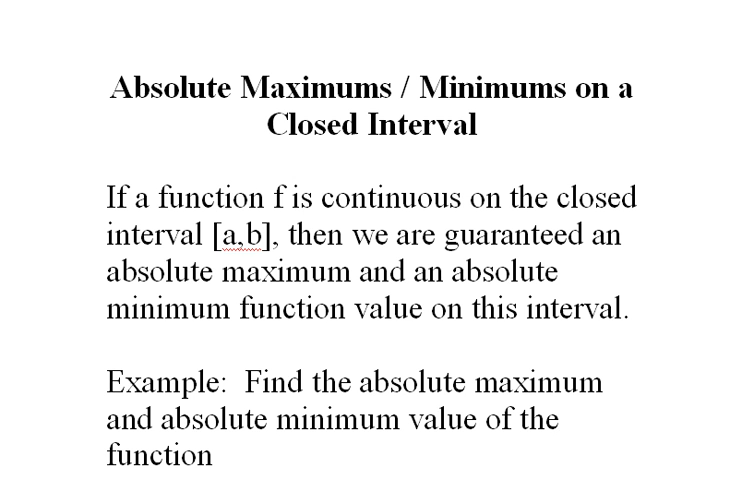 Absolute Maximums / Minimums on a
Closed Interval
If a function f is continuous on the closed
interval [a,b], then we are guaranteed an
absolute maximum and an absolute
minimum function value on this interval.
Example:  Find the absolute maximum
and absolute minimum value of the
function